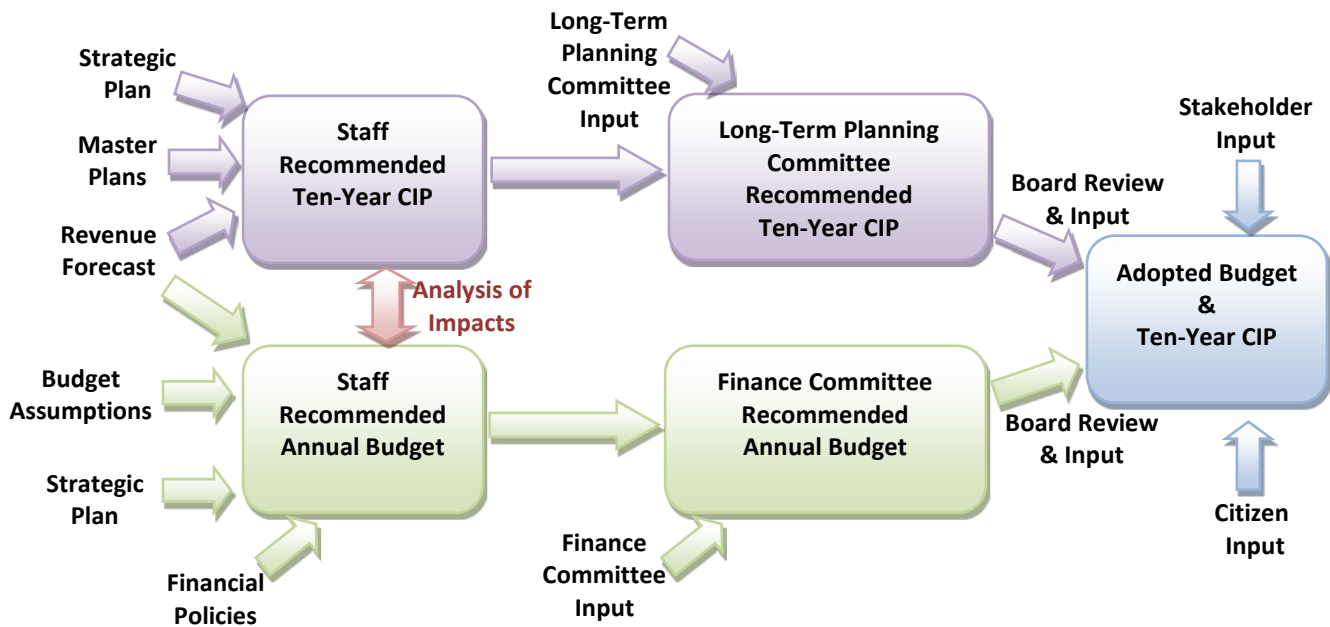 Strategic
Plan
Master
Plans
Revenue
Forecast
Staff
Recommended
Ten-Year CIP
Long-Term
Planning
Committee
Input
Long-Term Planning
Committee
Recommended
Ten-Year CIP
Board Review
& Input
Stakeholder
Input
Analysis of
Impacts
Adopted Budget
&
Ten-Year CIP
Budget
Assumptions
Strategic
Plan
Financial
Policies
Staff
Recommended
Annual Budget
Finance
Committee
Input
Finance Committee
Recommended
Annual Budget
Board Review
& Input
Citizen
Input